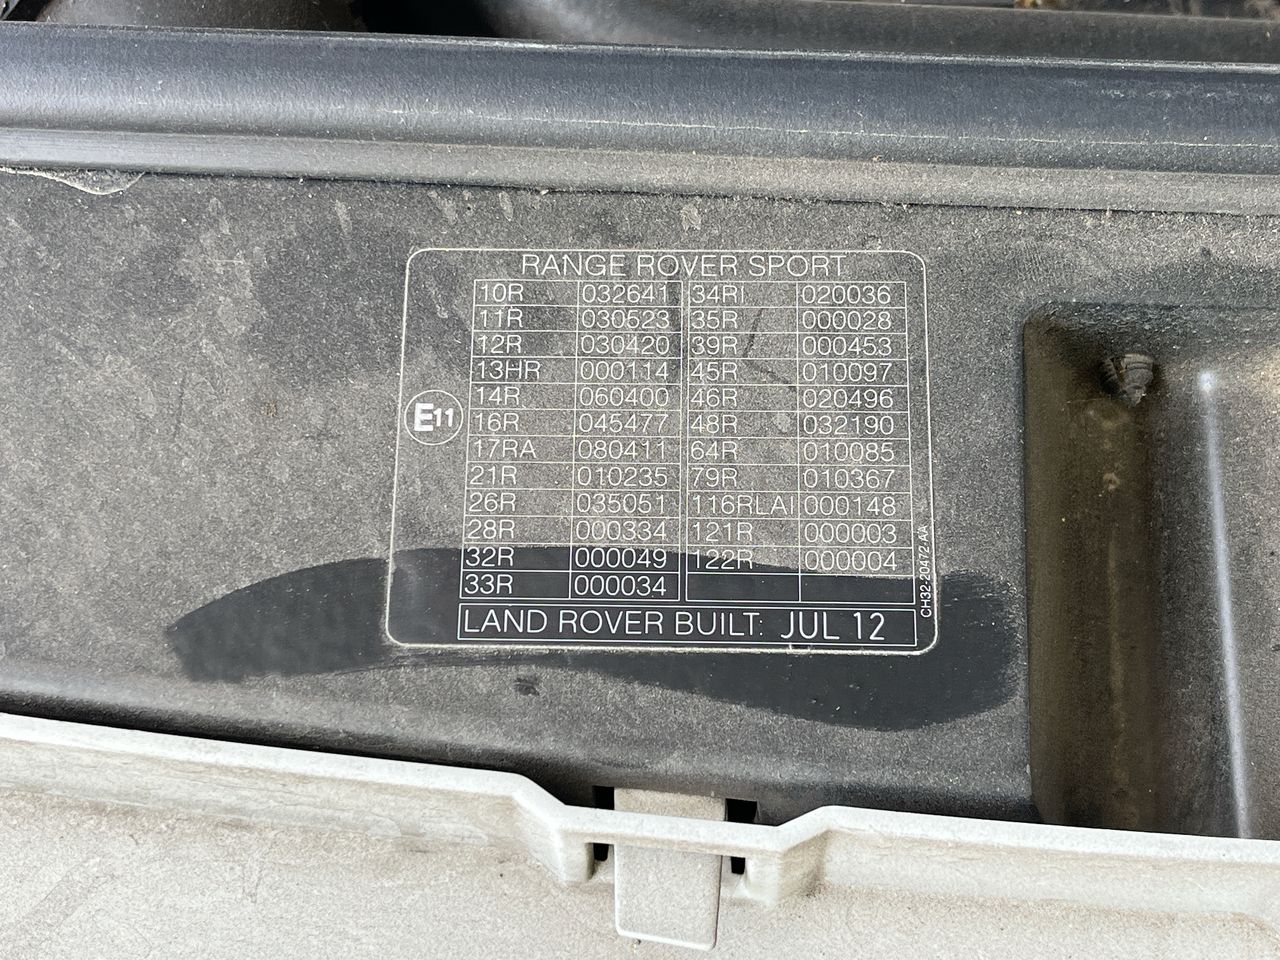 RANGE ROVER SPORT
10R 032641 34RI 020036
11R 030523 35R 000028
12R 030420 39R 000453
13HR 000114 45R 010097
14R 060400 46R 020496
E11
16R 045477 48R 032190
17RA 080411 64R 010085
21R 010235 79R 010367
26R 035051 116RLAI 000148
28R 000334 121R 000003
32R 000049 122R 000004
33R 000034
LAND ROVER BUILT: JUL 12
CH32-20472-AA